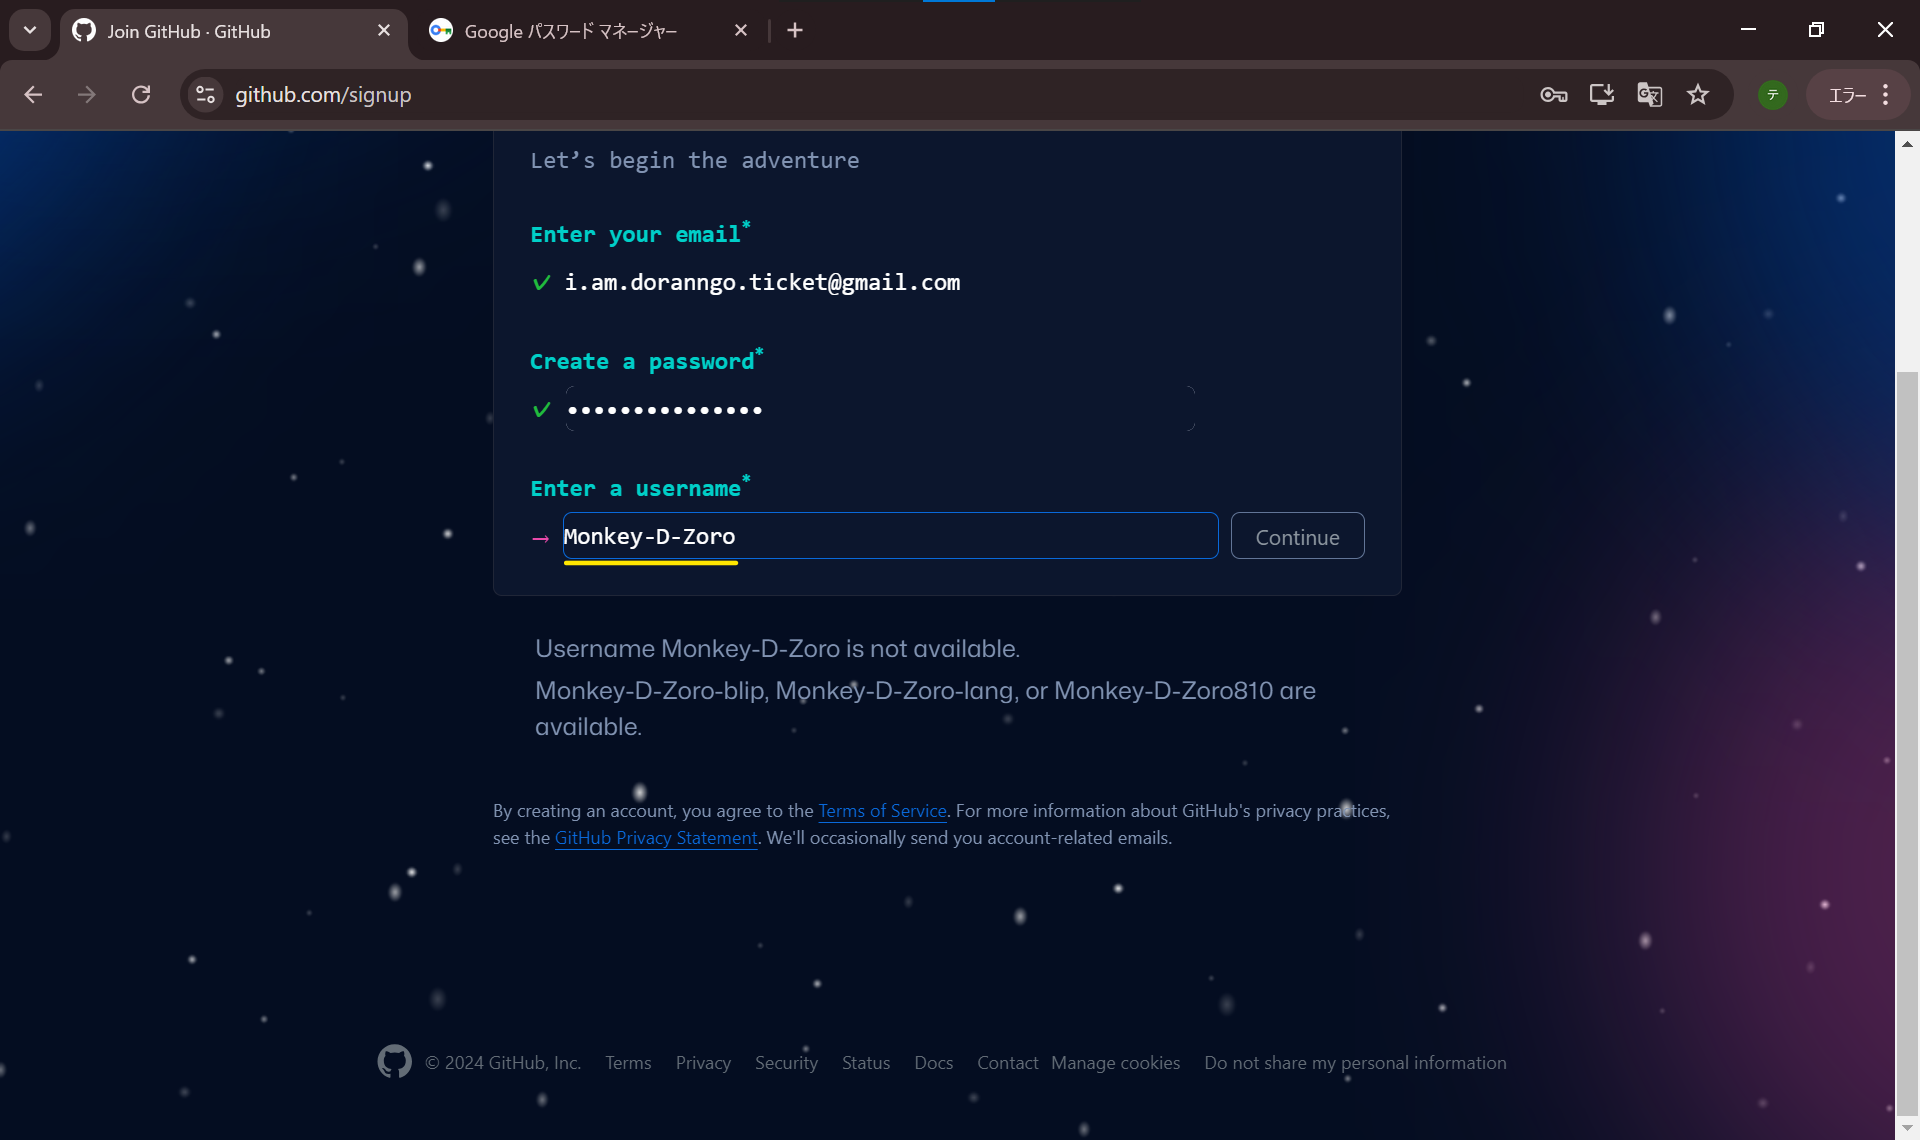 Join GitHub · GitHub
Google パスワード マネージャー
github.com/signup
テ
エラー
Let’s begin the adventure
Enter your email*
✓ i.am.doranngo.ticket@gmail.com
Create a password*
✓ •••••••••••••••
Enter a username*
→ Monkey-D-Zoro
Continue
Username Monkey-D-Zoro is not available.
Monkey-D-Zoro-blip, Monkey-D-Zoro-lang, or Monkey-D-Zoro810 are
available.
By creating an account, you agree to the Terms of Service. For more information about GitHub's privacy practices,
see the GitHub Privacy Statement. We'll occasionally send you account-related emails.
© 2024 GitHub, Inc. Terms Privacy Security Status Docs Contact Manage cookies Do not share my personal information